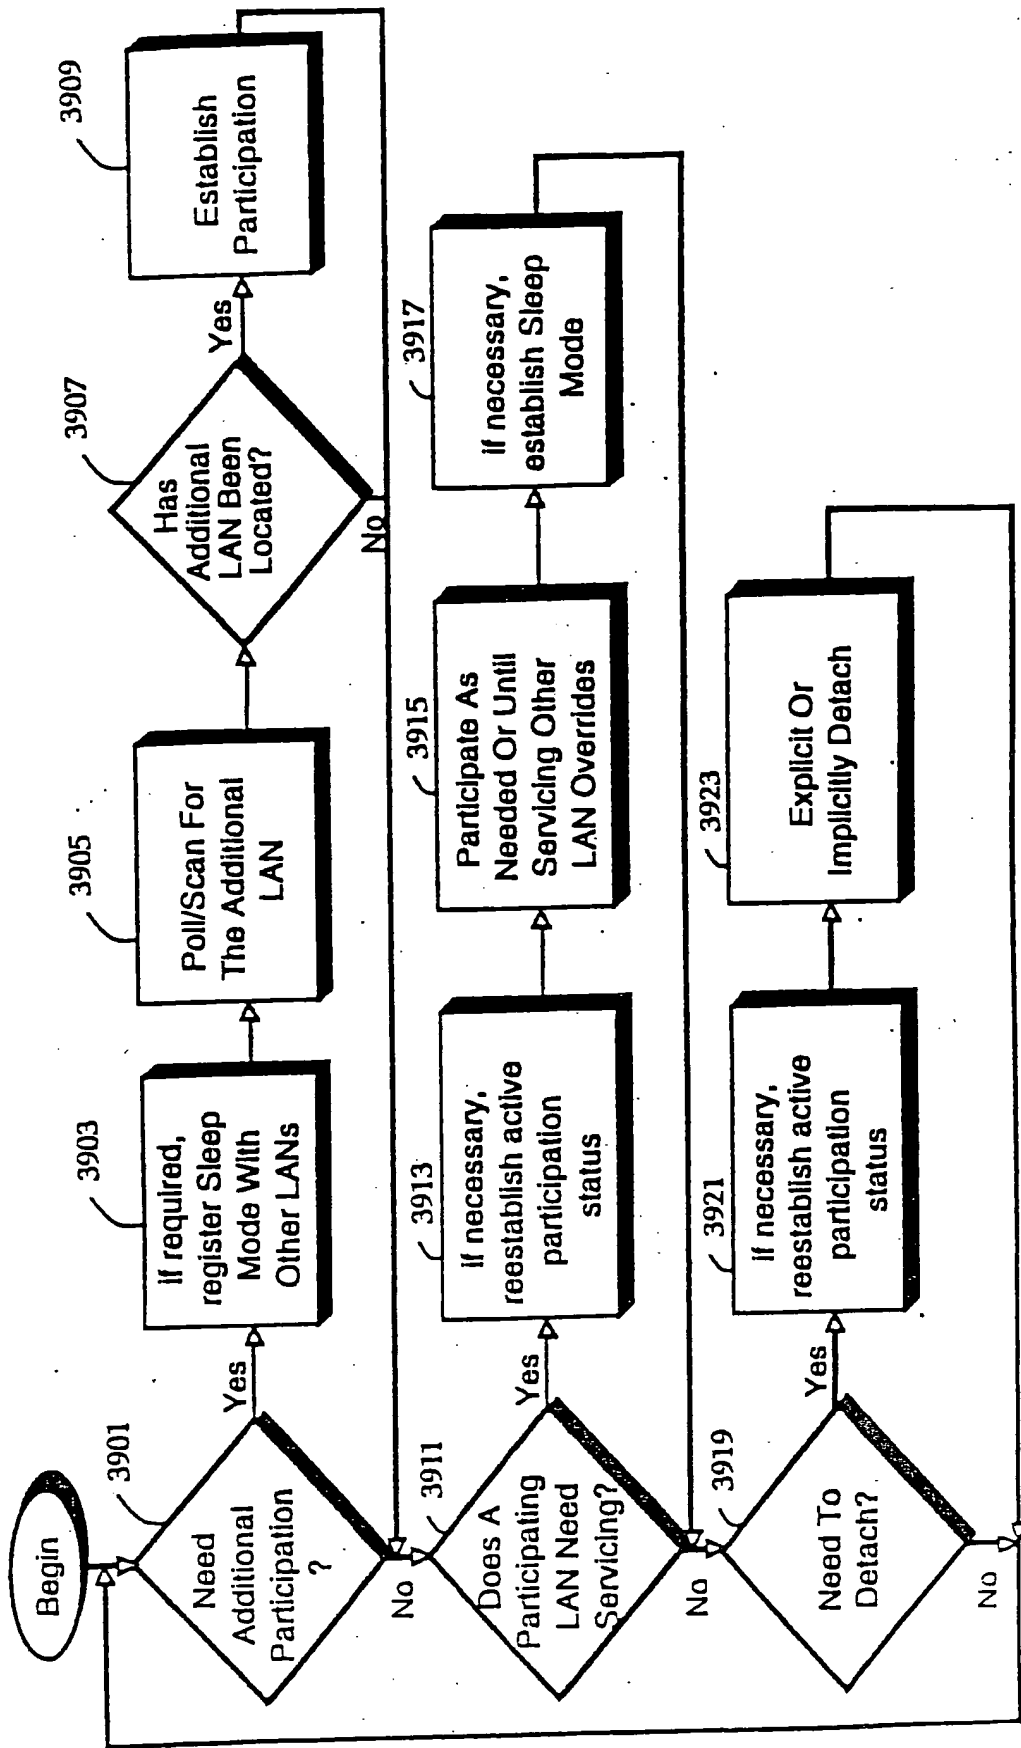 Begin
3901
Need
Additional
Participation
?
Yes
No
3903
If required,
register Sleep
Mode With
Other LANs
3905
Poll/Scan For
The Additional
LAN
3907
Has
Additional
LAN Been
Located?
Yes
No
3909
Establish
Participation
3911
Does A
Participating
LAN Need
Servicing?
Yes
No
3913
If necessary,
reestablish active
participation
status
3915
Participate As
Needed Or Until
Servicing Other
LAN Overrides
3917
If necessary,
establish Sleep
Mode
3919
Need To
Detach?
Yes
No
3921
If necessary,
reestablish active
participation
status
3923
Explicit Or
Implicitly Detach